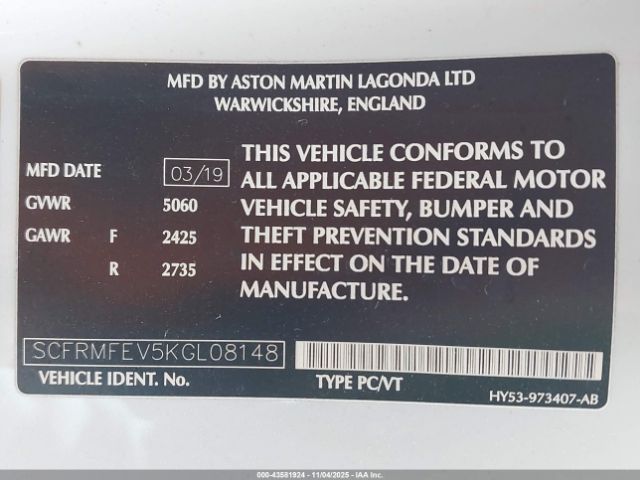 MFD BY ASTON MARTIN LAGONDA LTD
WARWICKSHIRE, ENGLAND
MFD DATE 03/19
GVWR 5060
GAWR F 2425
R 2735
THIS VEHICLE CONFORMS TO
ALL APPLICABLE FEDERAL MOTOR
VEHICLE SAFETY, BUMPER AND
THEFT PREVENTION STANDARDS
IN EFFECT ON THE DATE OF
MANUFACTURE.
SCFRMFEV5KGL08148
VEHICLE IDENT. No. TYPE PC/VT
HY53-973407-AB
000-43581924 - 11/04/2025 - IAAI, Inc.